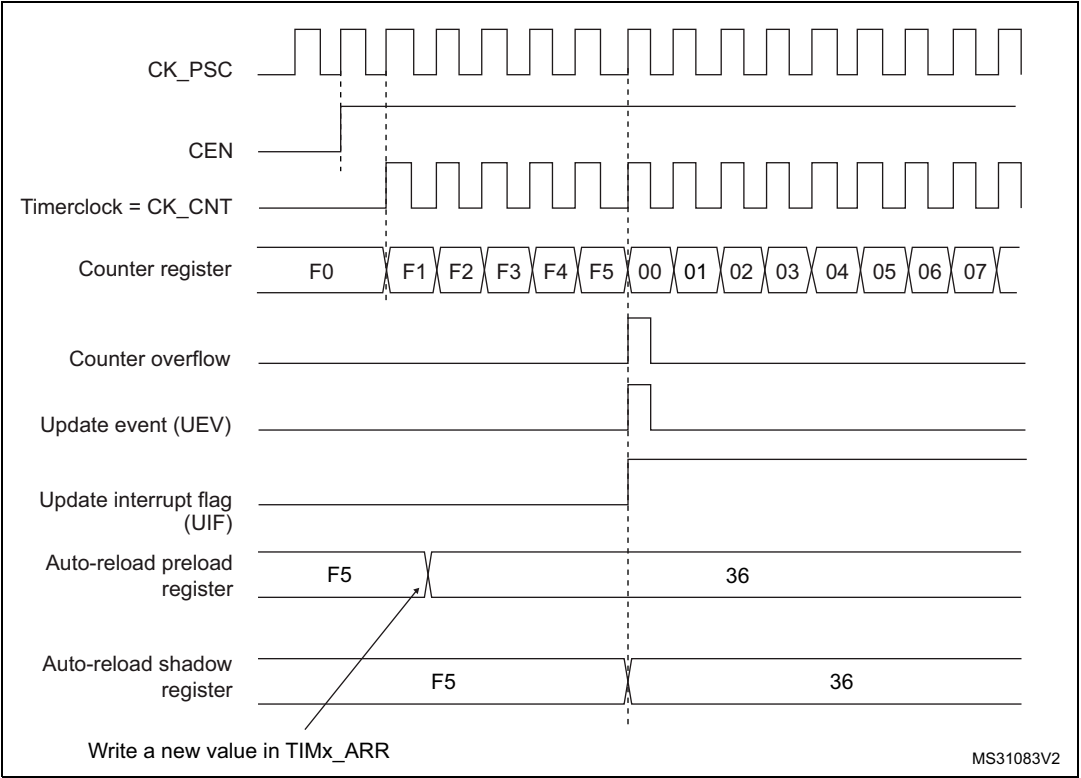 CK_PSC
CEN
Timerclock = CK_CNT
Counter register
F0 F1 F2 F3 F4 F5 00 01 02 03 04 05 06 07
Counter overflow
Update event (UEV)
Update interrupt flag
(UIF)
Auto-reload preload
register
F5 36
Auto-reload shadow
register
F5 36
Write a new value in TIMx_ARR
MS31083V2